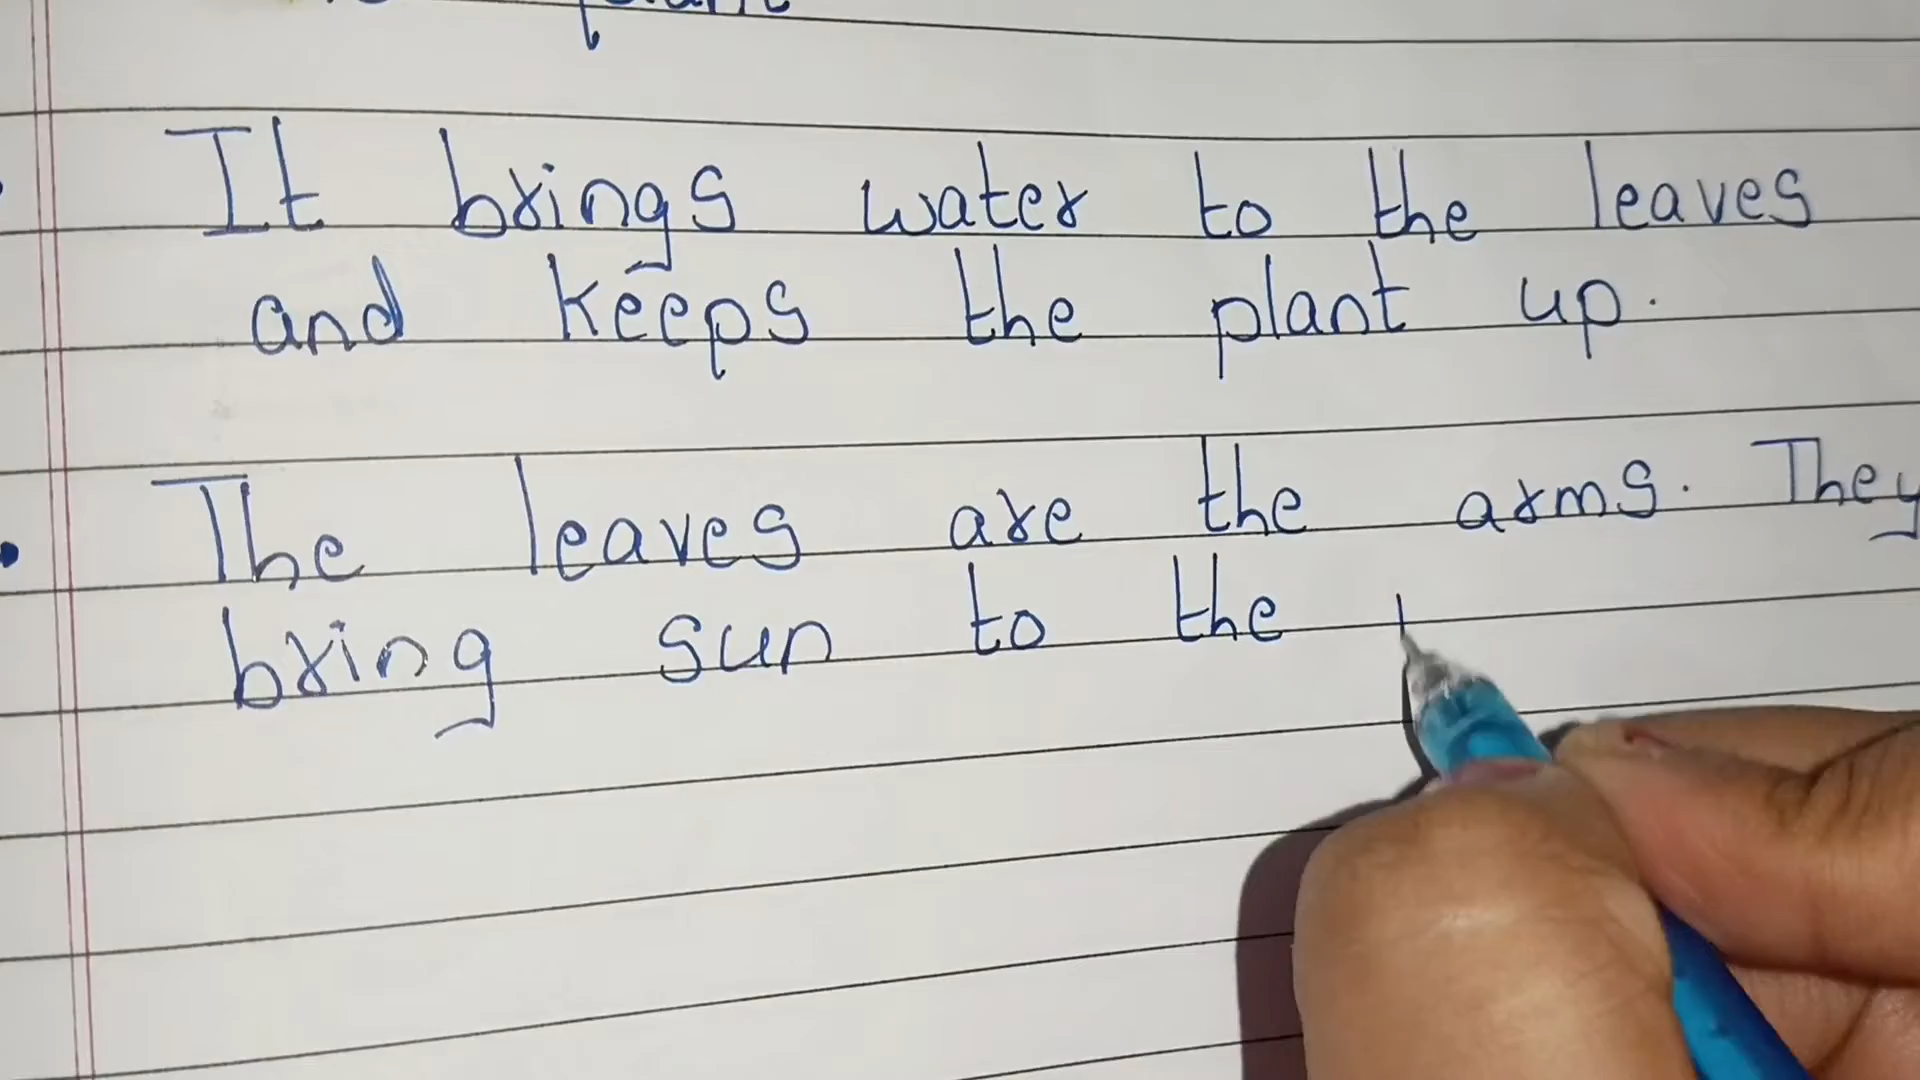 It brings water to the leaves
and keeps the plant up.
The leaves are the arms. They
bring sun to the